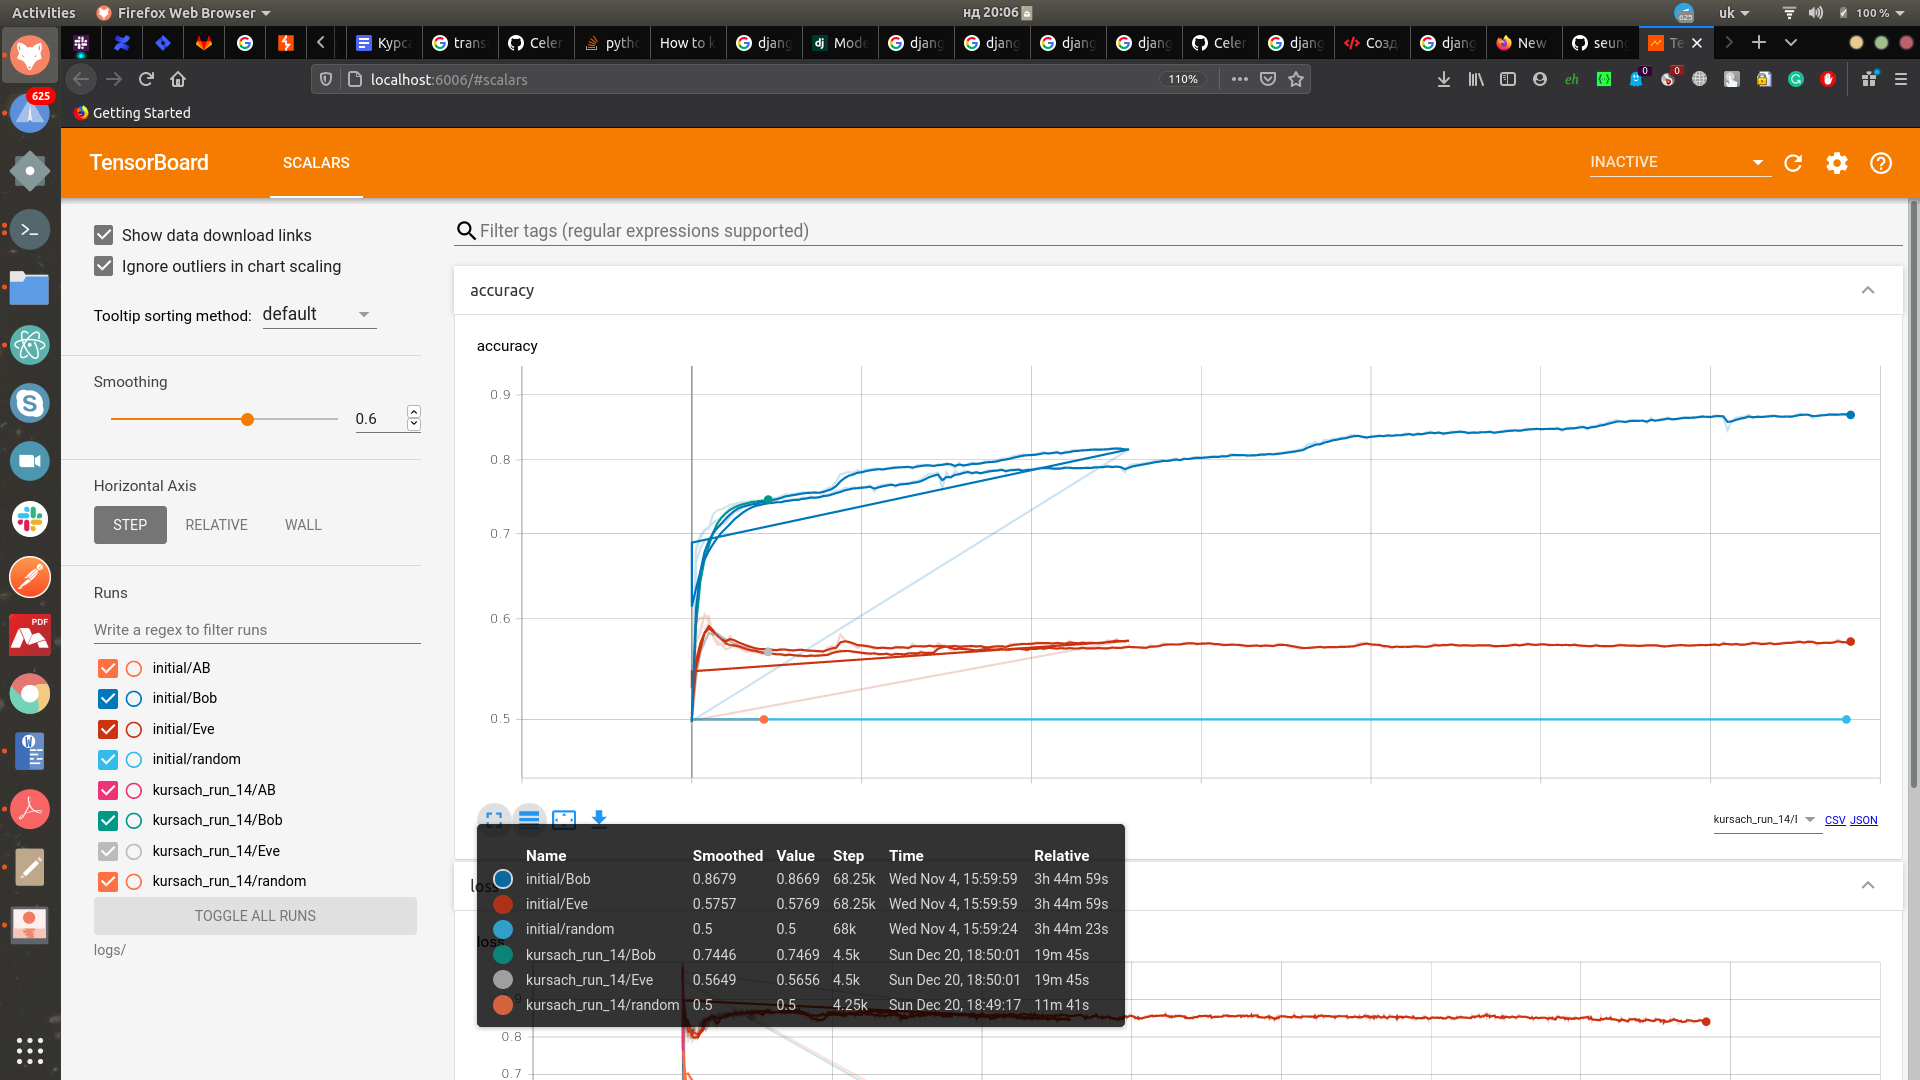 Activities
Firefox Web Browser
нд 20:06
625
uk
100 %
Курса
trans
Celer
pytho
How to k
djang
Mode
djang
djang
djang
djang
Celer
djang
Созд
djang
New
seung
Te
localhost:6006/#scalars
110%
eh
0
0
Getting Started
625
PDF
TensorBoard
SCALARS
INACTIVE
Show data download links
Ignore outliers in chart scaling
Tooltip sorting method:
default
Smoothing
0.6
Horizontal Axis
STEP
RELATIVE
WALL
Runs
Write a regex to filter runs
initial/AB
initial/Bob
initial/Eve
initial/random
kursach_run_14/AB
kursach_run_14/Bob
kursach_run_14/Eve
kursach_run_14/random
TOGGLE ALL RUNS
logs/
Filter tags (regular expressions supported)
accuracy
accuracy
0.9
0.8
0.7
0.6
0.5
kursach_run_14/
CSV JSON
Name Smoothed Value Step Time Relative
initial/Bob 0.8679 0.8669 68.25k Wed Nov 4, 15:59:59 3h 44m 59s
initial/Eve 0.5757 0.5769 68.25k Wed Nov 4, 15:59:59 3h 44m 59s
initial/random 0.5 0.5 68k Wed Nov 4, 15:59:24 3h 44m 23s
kursach_run_14/Bob 0.7446 0.7469 4.5k Sun Dec 20, 18:50:01 19m 45s
kursach_run_14/Eve 0.5649 0.5656 4.5k Sun Dec 20, 18:50:01 19m 45s
kursach_run_14/random 0.5 0.5 4.25k Sun Dec 20, 18:49:17 11m 41s
loss
loss
0.8
0.7